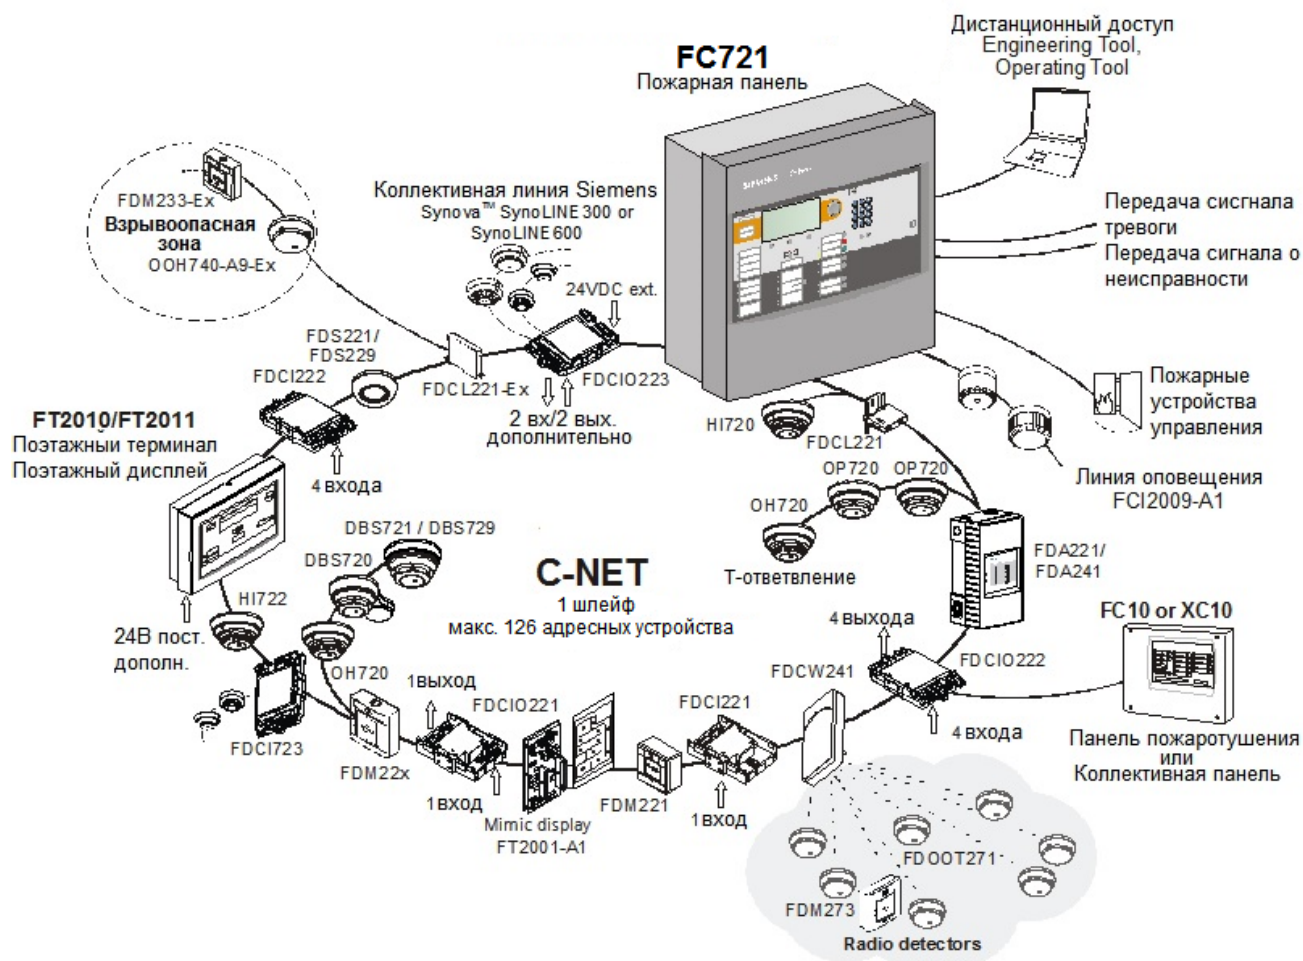 FC721
Пожарная панель
Дистанционный доступ
Engineering Tool,
Operating Tool
FDM233-Ex
Взрывоопасная
зона
OOH740-A9-Ex
Коллективная линия Siemens
Synova™ SynoLINE 300 or
SynoLINE 600
24VDC ext.
Передача сисгнала
тревоги
Передача сигнала о
неисправности
FDS221/
FDS229
FDCI222
FDCL221-Ex
FDCIO223
2 вх/2 вых.
дополнительно
HI720
FDCL221
Пожарные
устройства
управления
FT2010/FT2011
Поэтажный терминал
Поэтажный дисплей
4 входа
OP720
OP720
OH720
Линия оповещения
FCI2009-A1
DBS721 / DBS729
DBS720
C-NET
1 шлейф
макс. 126 адресных устройства
T-ответвление
FDA221/
FDA241
HI722
24В пост.
дополн.
OH720
4 выхода
FC10 or XC10
FDCIO222
FDCW241
1выход
FDCIO221
FDCI221
FDCI723
FDM22x
4 входа
Панель пожаротушения
или
Коллективная панель
1вход
FDM221
1вход
Mimic display
FT2001-A1
FDOOT271
FDM273
Radio detectors